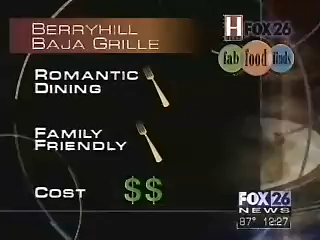 BERRYHILL
BAJA GRILLE
H FOX 26
fab food finds
ROMANTIC
DINING
FAMILY
FRIENDLY
COST $$
FOX 26
NEWS
87° 12:27